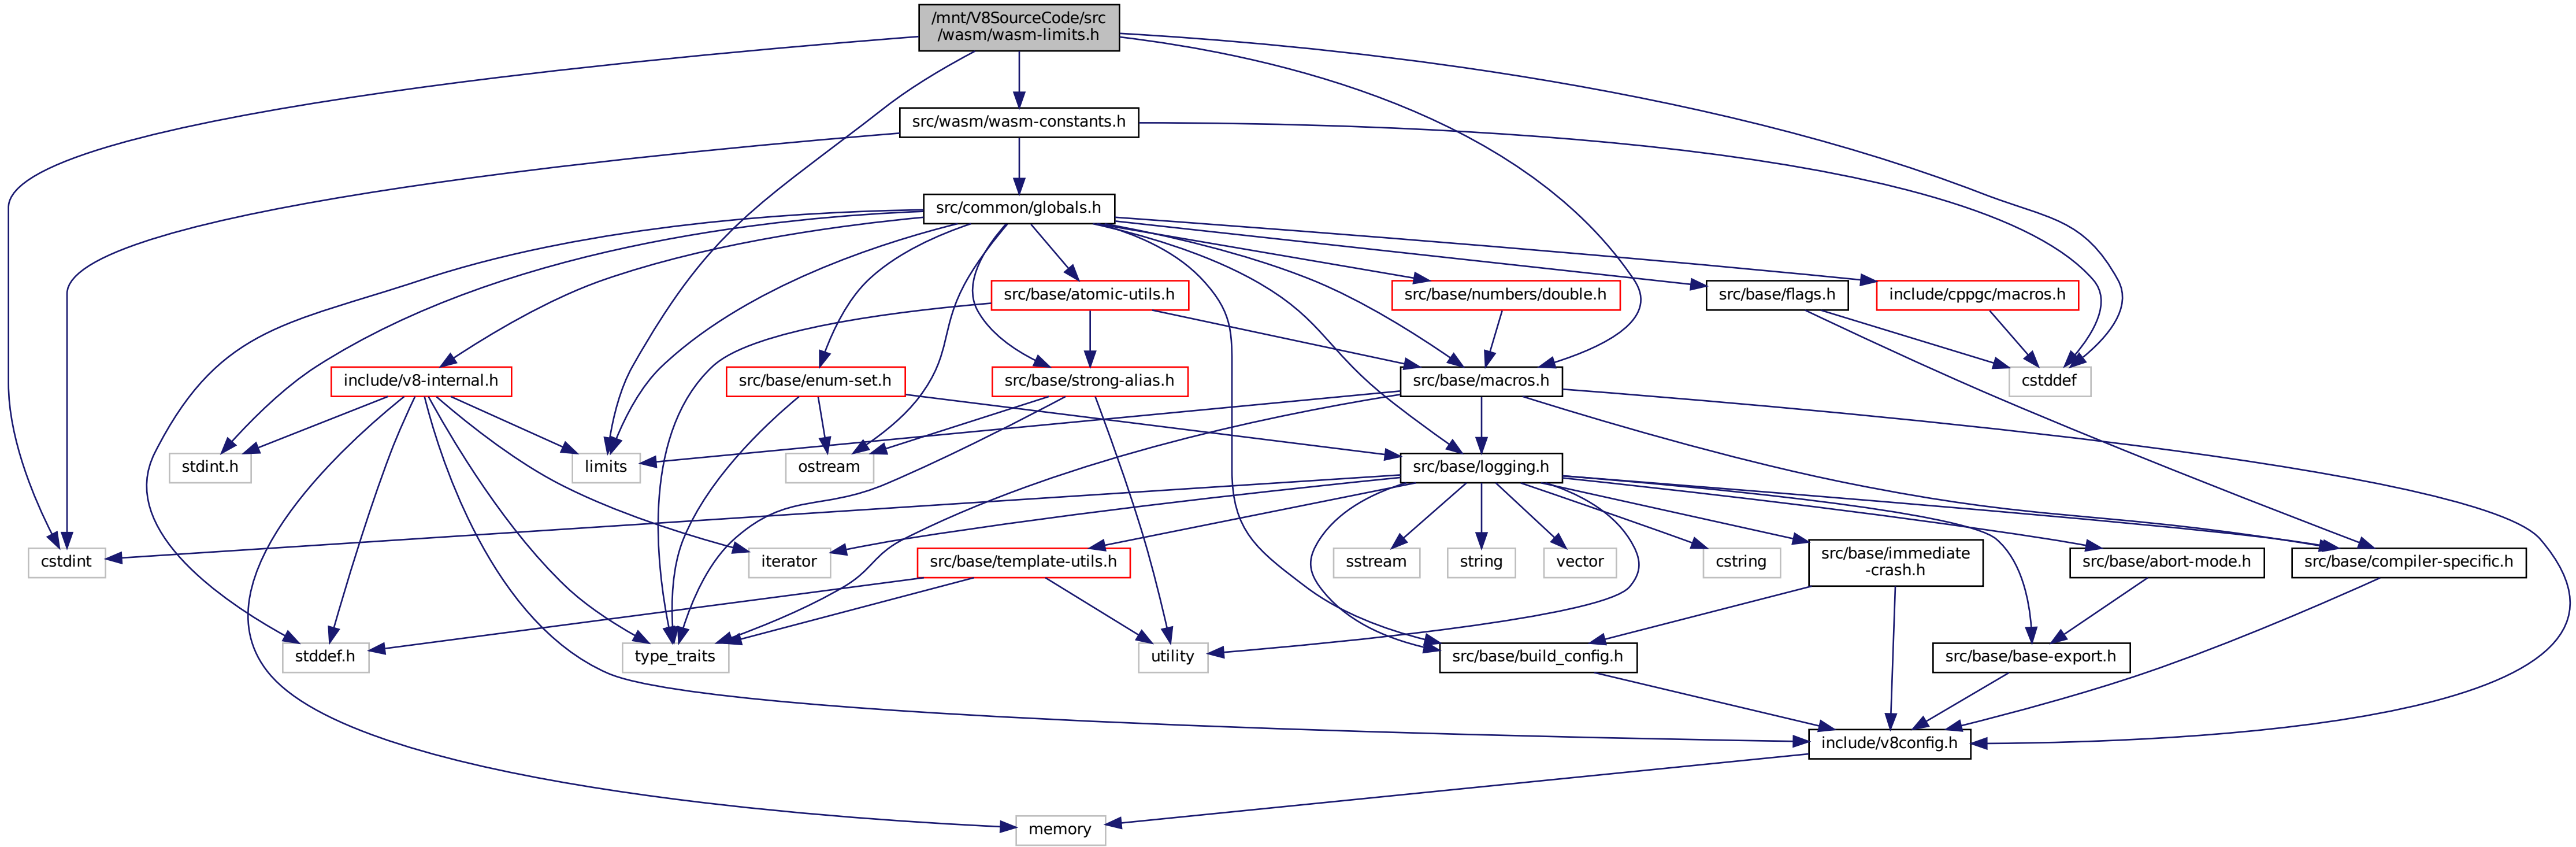 /mnt/V8SourceCode/src
/wasm/wasm-limits.h
src/wasm/wasm-constants.h
src/common/globals.h
src/base/atomic-utils.h
src/base/numbers/double.h
src/base/flags.h
include/cppgc/macros.h
include/v8-internal.h
src/base/enum-set.h
src/base/strong-alias.h
src/base/macros.h
cstddef
stdint.h
limits
ostream
src/base/logging.h
cstdint
iterator
src/base/template-utils.h
sstream
string
vector
cstring
src/base/immediate
-crash.h
src/base/abort-mode.h
src/base/compiler-specific.h
stddef.h
type_traits
utility
src/base/build_config.h
src/base/base-export.h
include/v8config.h
memory